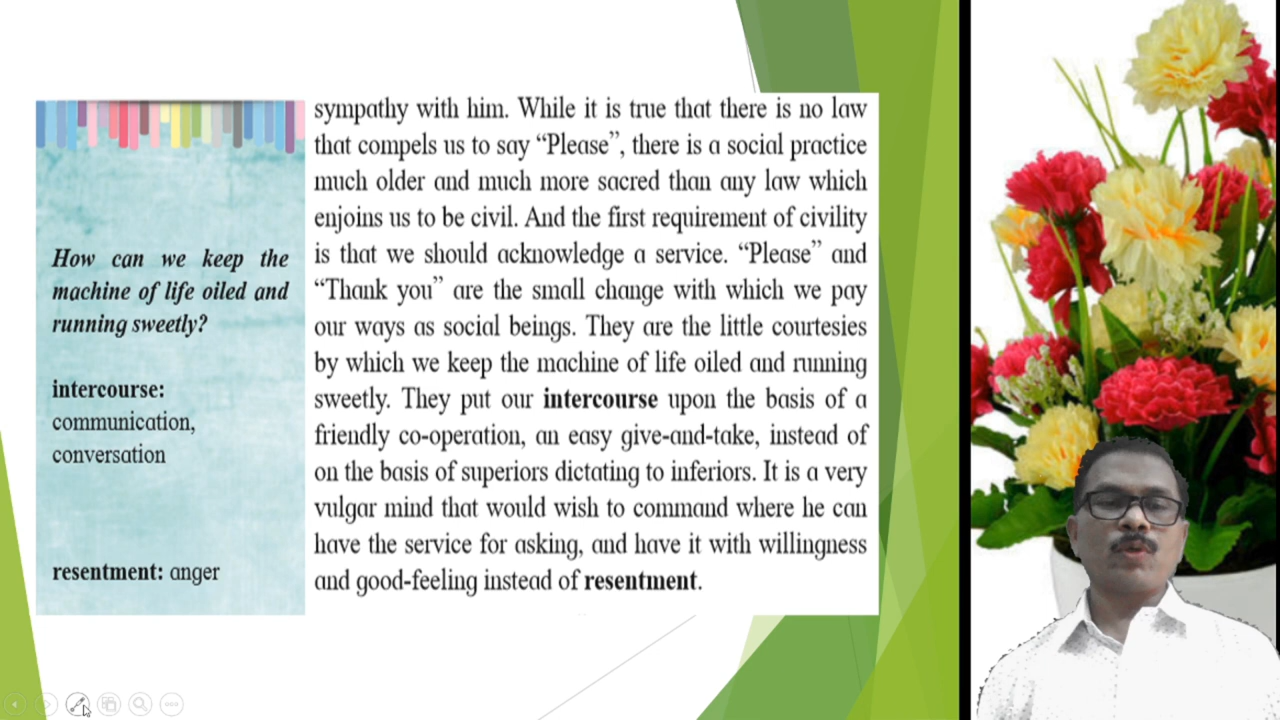 How can we keep the
machine of life oiled and
running sweetly?
intercourse:
communication,
conversation
resentment: anger
sympathy with him. While it is true that there is no law
that compels us to say “Please”, there is a social practice
much older and much more sacred than any law which
enjoins us to be civil. And the first requirement of civility
is that we should acknowledge a service. “Please” and
“Thank you” are the small change with which we pay
our ways as social beings. They are the little courtesies
by which we keep the machine of life oiled and running
sweetly. They put our intercourse upon the basis of a
friendly co-operation, an easy give-and-take, instead of
on the basis of superiors dictating to inferiors. It is a very
vulgar mind that would wish to command where he can
have the service for asking, and have it with willingness
and good-feeling instead of resentment.